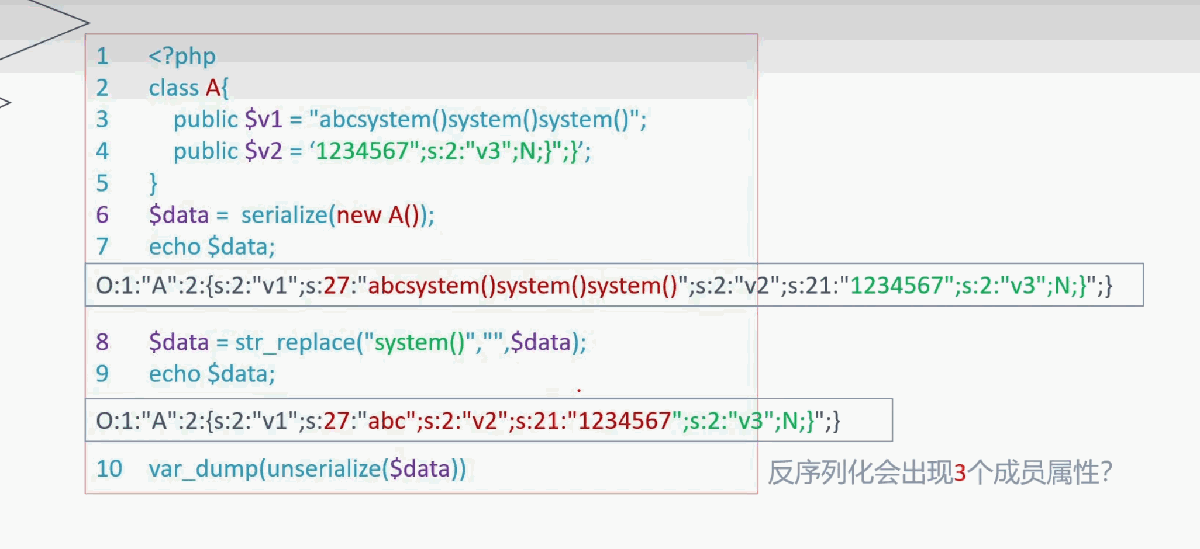 1 <?php
2 class A{
3 public $v1 = "abcsystem()system()system()";
4 public $v2 = ‘1234567";s:2:"v3";N;}";}’;
5 }
6 $data = serialize(new A());
7 echo $data;
O:1:"A":2:{s:2:"v1";s:27:"abcsystem()system()system()";s:2:"v2";s:21:"1234567";s:2:"v3";N;}";}
8 $data = str_replace("system()","",$data);
9 echo $data;
O:1:"A":2:{s:2:"v1";s:27:"abc";s:2:"v2";s:21:"1234567";s:2:"v3";N;}";}
10 var_dump(unserialize($data))
反序列化会出现3个成员属性?